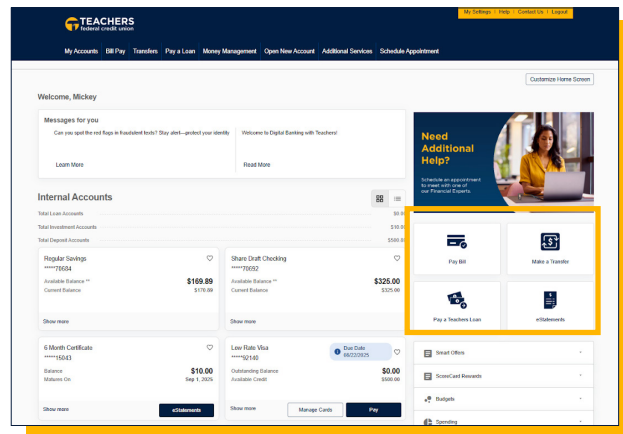 My Settings | Help | Contact Us | Logout
TEACHERS
federal credit union
My Accounts Bill Pay Transfers Pay a Loan Money Management Open New Account Additional Services Schedule Appointment
Customize Home Screen
Welcome, Mickey
Messages for you
Can you spot the red flags in fraudulent texts? Stay alert—protect your identity
Learn More
Welcome to Digital Banking with Teachers!
Read More
Need
Additional
Help?
Schedule an appointment
to meet with one of
our Financial Experts.
Internal Accounts
Total Loan Accounts $0.00
Total Investment Accounts $10.00
Total Deposit Accounts
Regular Savings
*****70684
Available Balance ** $169.89
Current Balance $170.89
Show more
Share Draft Checking
*****70692
Available Balance ** $325.00
Current Balance $325.00
Show more
Pay Bill
Make a Transfer
Pay a Teachers Loan
eStatements
6 Month Certificate
*****15043
Balance $10.00
Matures On Sep 1, 2025
Show more eStatements
Low Rate Visa
*****92140
Due Date
06/22/2025
Outstanding Balance $0.00
Available Credit $500.00
Show more Manage Cards Pay
Smart Offers
ScoreCard Rewards
Budgets
Spending